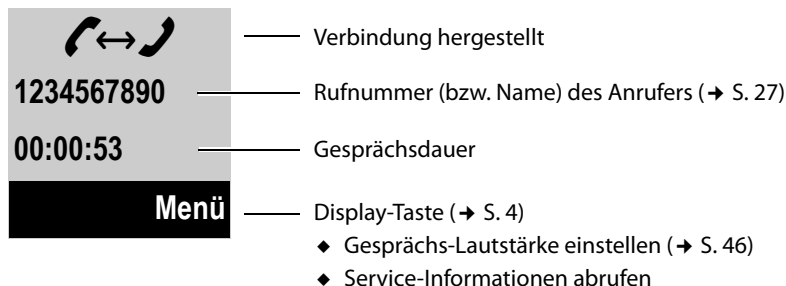 Verbindung hergestellt
1234567890 Rufnummer (bzw. Name) des Anrufers (➔ S. 27)
00:00:53 Gesprächsdauer
Menü Display-Taste (➔ S. 4)
◆ Gesprächs-Lautstärke einstellen (➔ S. 46)
◆ Service-Informationen abrufen